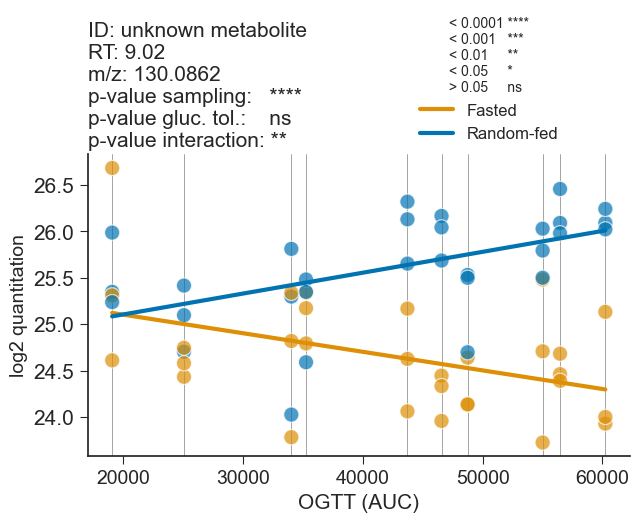 ID: unknown metabolite
RT: 9.02
m/z: 130.0862
p-value sampling: ****
p-value gluc. tol.: ns
p-value interaction: **
< 0.0001 ****
< 0.001 ***
< 0.01 **
< 0.05 *
> 0.05 ns
Fasted
Random-fed
log2 quantitation
26.5
26.0
25.5
25.0
24.5
24.0
20000 30000 40000 50000 60000
OGTT (AUC)